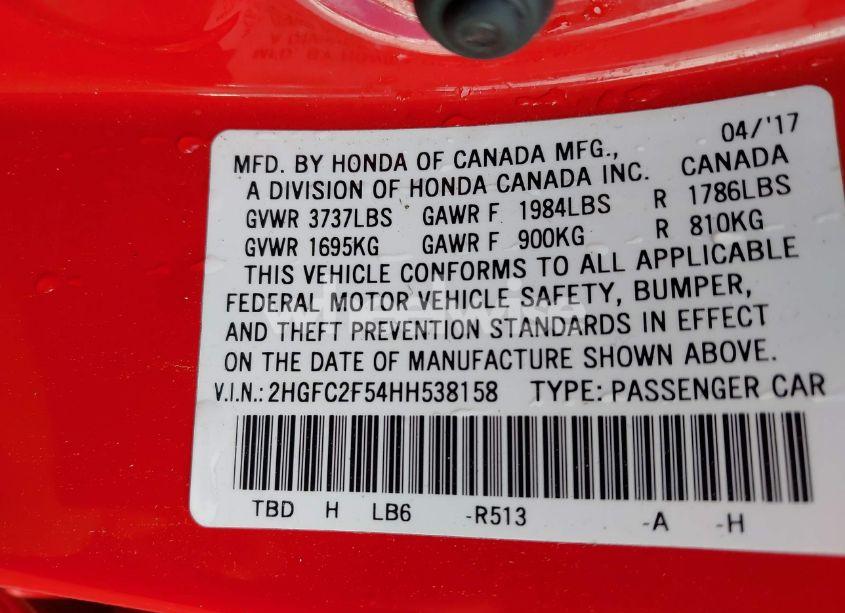 04/'17
MFD. BY HONDA OF CANADA MFG., CANADA
A DIVISION OF HONDA CANADA INC.
GVWR 3737LBS GAWR F 1984LBS R 1786LBS
GVWR 1695KG GAWR F 900KG R 810KG
THIS VEHICLE CONFORMS TO ALL APPLICABLE
FEDERAL MOTOR VEHICLE SAFETY, BUMPER,
AND THEFT PREVENTION STANDARDS IN EFFECT
ON THE DATE OF MANUFACTURE SHOWN ABOVE.
V.I.N.: 2HGFC2F54HH538158 TYPE: PASSENGER CAR
TBD H LB6 -R513 -A -H